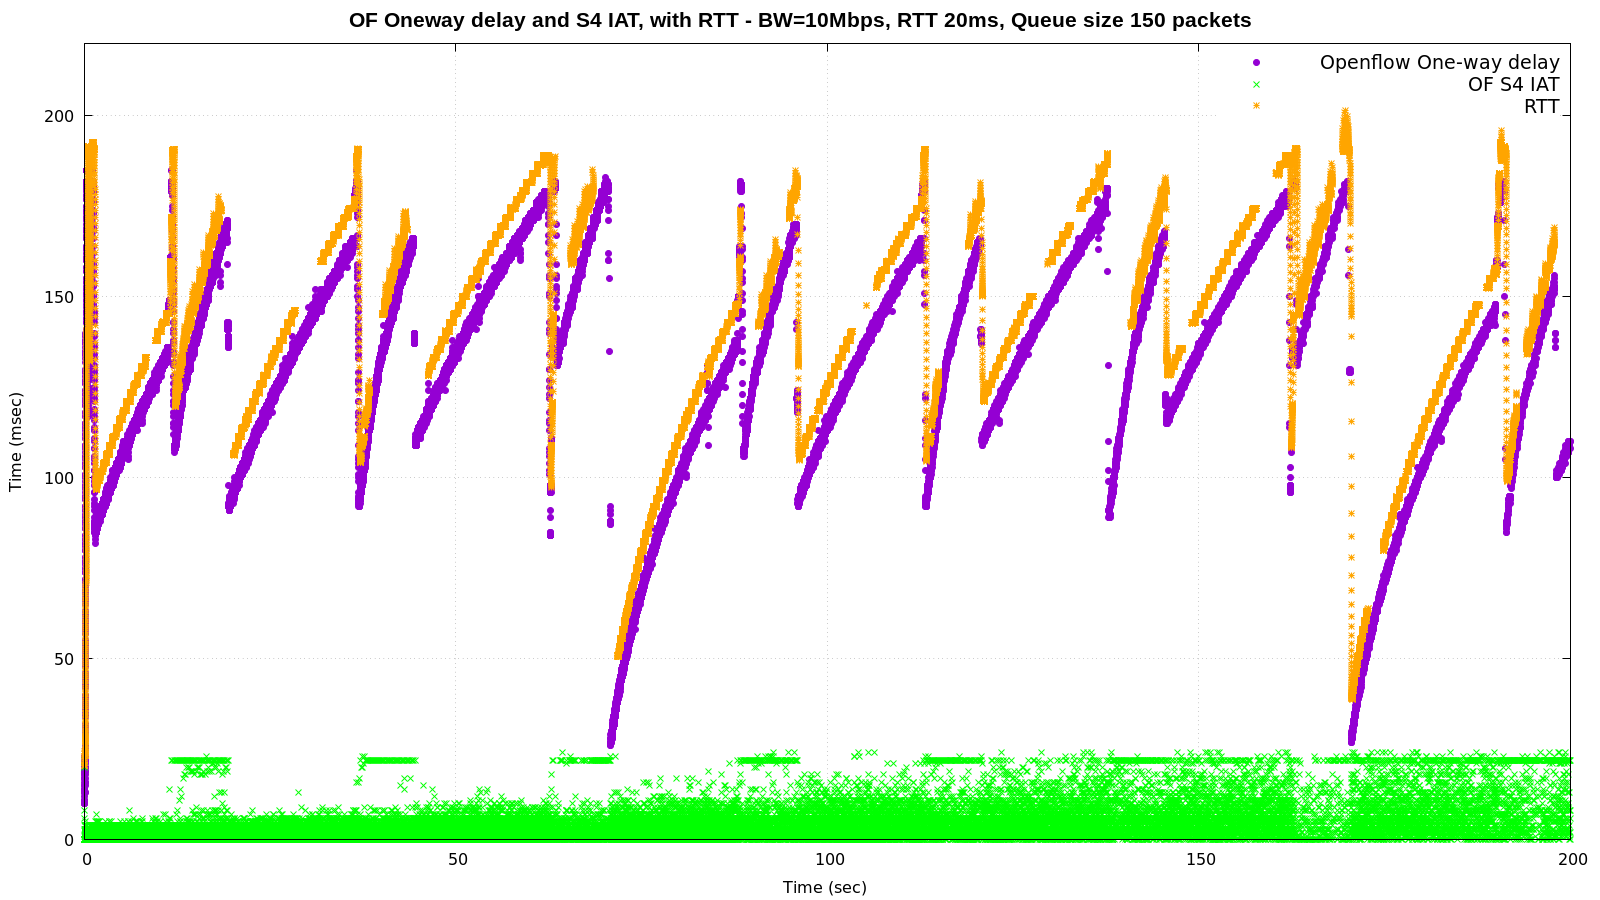 OF Oneway delay and S4 IAT, with RTT - BW=10Mbps, RTT 20ms, Queue size 150 packets
Openflow One-way delay
OF S4 IAT
RTT
200
150
100
50
0
Time (msec)
0 50 100 150 200
Time (sec)